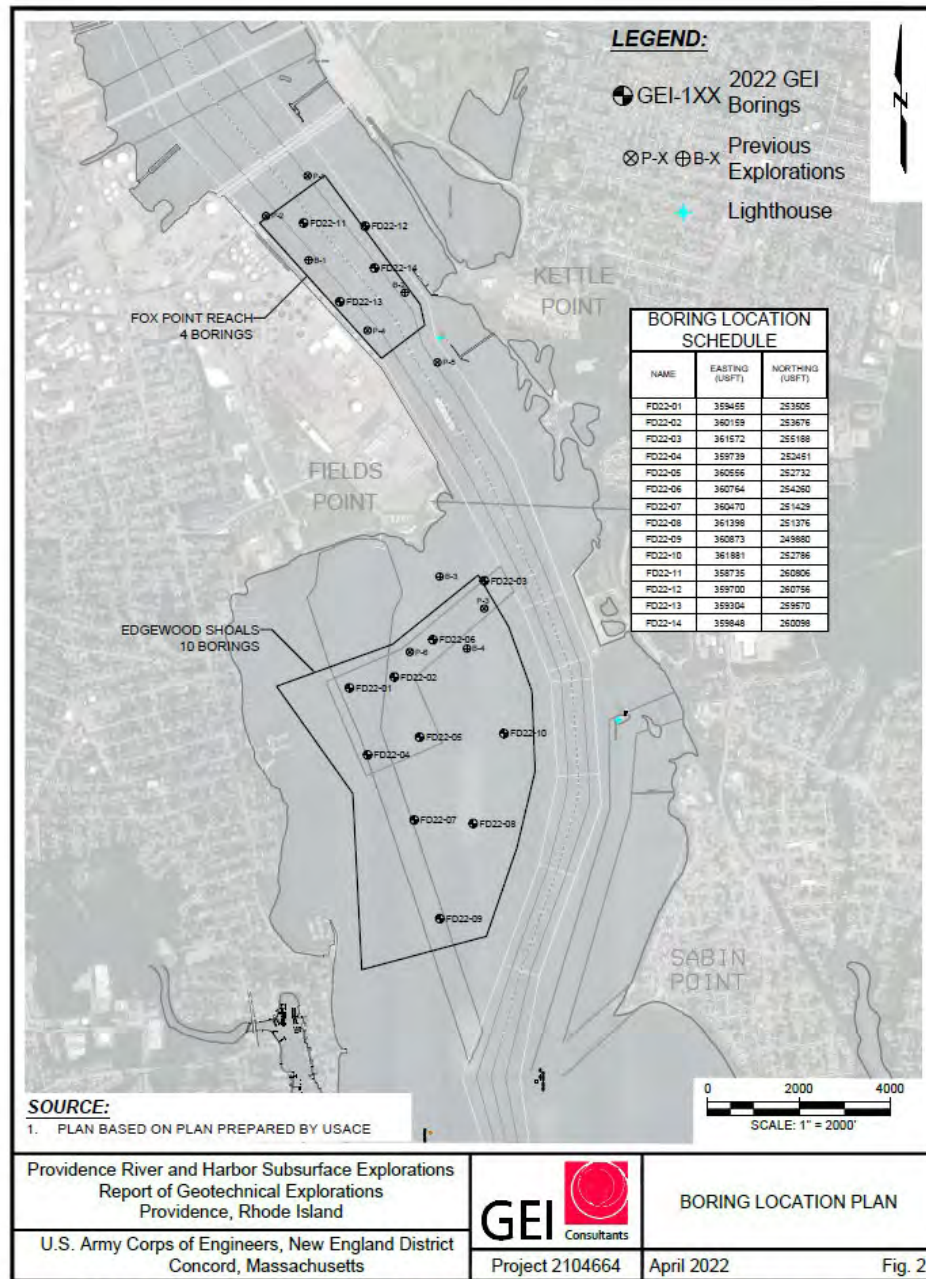 LEGEND:
GEI-1XX 2022 GEI
Borings
P-X B-X Previous
Explorations
Lighthouse
N
P-2
FD22-11
FD22-12
B-1
FD22-14
B-2
FD22-13
P-4
P-5
KETTLE
POINT
FOX POINT REACH
4 BORINGS
BORING LOCATION
SCHEDULE
NAME EASTING (USFT) NORTHING (USFT)
FD22-01 359455 253505
FD22-02 360159 253676
FD22-03 361572 255188
FD22-04 359739 252451
FD22-05 360556 252732
FD22-06 360764 254260
FD22-07 360470 251429
FD22-08 361398 251376
FD22-09 360873 249880
FD22-10 361881 252786
FD22-11 358735 260806
FD22-12 359700 260756
FD22-13 359304 259570
FD22-14 359848 260098
FIELDS
POINT
B-3
FD22-03
P-3
EDGEWOOD SHOALS
10 BORINGS
FD22-06
P-6
B-4
FD22-02
FD22-01
FD22-05
FD22-10
FD22-04
FD22-07
FD22-08
FD22-09
SABIN
POINT
0 2000 4000
SCALE: 1" = 2000'
SOURCE:
1. PLAN BASED ON PLAN PREPARED BY USACE
Providence River and Harbor Subsurface Explorations
Report of Geotechnical Explorations
Providence, Rhode Island
U.S. Army Corps of Engineers, New England District
Concord, Massachusetts
GEI Consultants
Project 2104664
BORING LOCATION PLAN
April 2022
Fig. 2